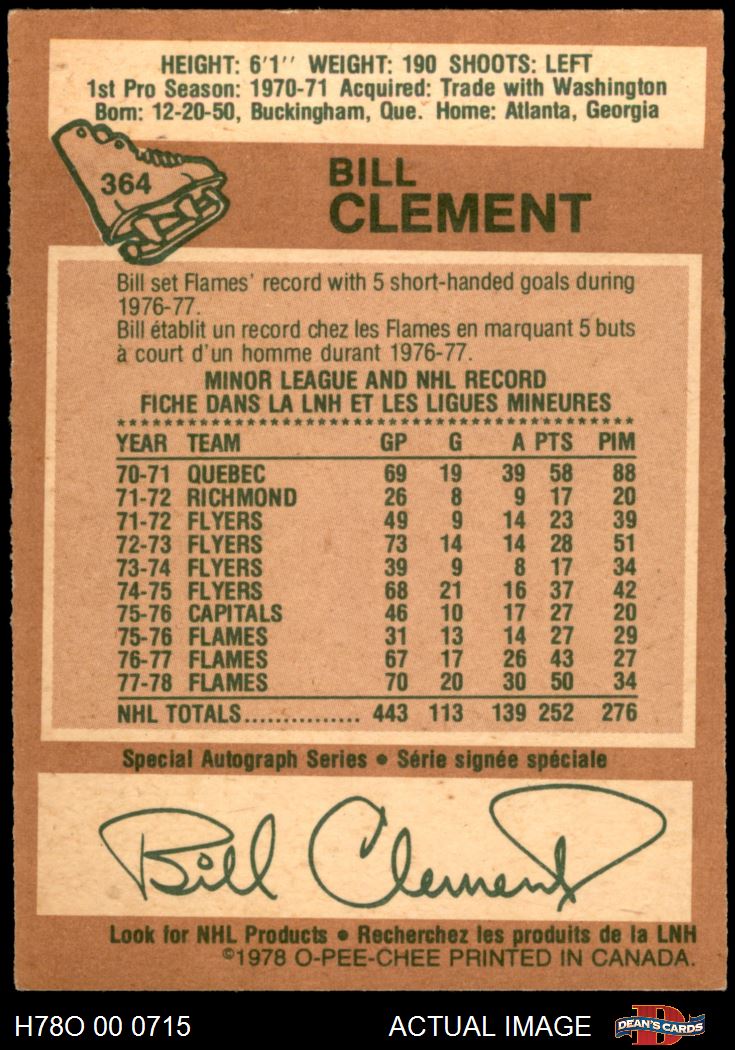 HEIGHT: 6'1'' WEIGHT: 190 SHOOTS: LEFT
1st Pro Season: 1970-71 Acquired: Trade with Washington
Born: 12-20-50, Buckingham, Que. Home: Atlanta, Georgia
364
BILL
CLEMENT
Bill set Flames' record with 5 short-handed goals during
1976-77.
Bill établit un record chez les Flames en marquant 5 buts
à court d'un homme durant 1976-77.
MINOR LEAGUE AND NHL RECORD
FICHE DANS LA LNH ET LES LIGUES MINEURES
YEAR TEAM GP G A PTS PIM
70-71 QUEBEC 69 19 39 58 88
71-72 RICHMOND 26 8 9 17 20
71-72 FLYERS 49 9 14 23 39
72-73 FLYERS 73 14 14 28 51
73-74 FLYERS 39 9 8 17 34
74-75 FLYERS 68 21 16 37 42
75-76 CAPITALS 46 10 17 27 20
75-76 FLAMES 31 13 14 27 29
76-77 FLAMES 67 17 26 43 27
77-78 FLAMES 70 20 30 50 34
NHL TOTALS............... 443 113 139 252 276
Special Autograph Series • Série signée spéciale
Bill Clement
Look for NHL Products • Recherchez les produits de la LNH
©1978 O-PEE-CHEE PRINTED IN CANADA.
H78O 00 0715 ACTUAL IMAGE DEAN'S CARDS